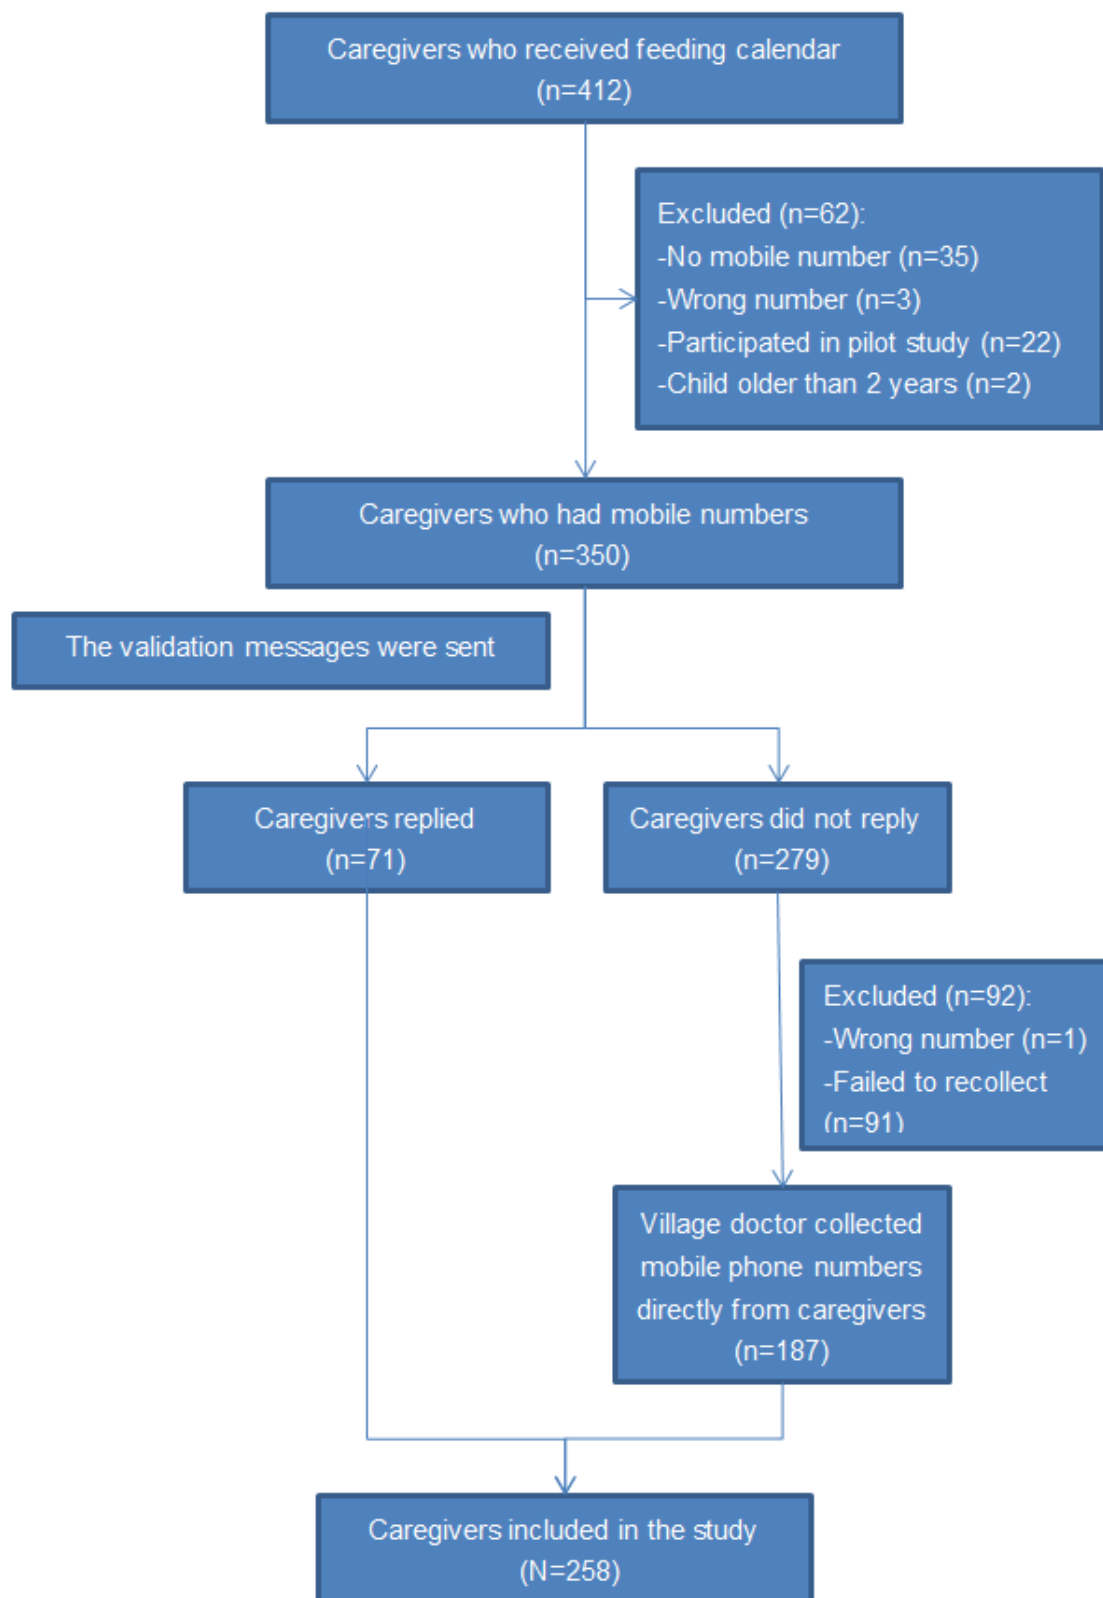 Caregivers who received feeding calendar
(n=412)
Excluded (n=62):
-No mobile number (n=35)
-Wrong number (n=3)
-Participated in pilot study (n=22)
-Child older than 2 years (n=2)
Caregivers who had mobile numbers
(n=350)
The validation messages were sent
Caregivers replied
(n=71)
Caregivers did not reply
(n=279)
Excluded (n=92):
-Wrong number (n=1)
-Failed to recollect
(n=91)
Village doctor collected
mobile phone numbers
directly from caregivers
(n=187)
Caregivers included in the study
(N=258)